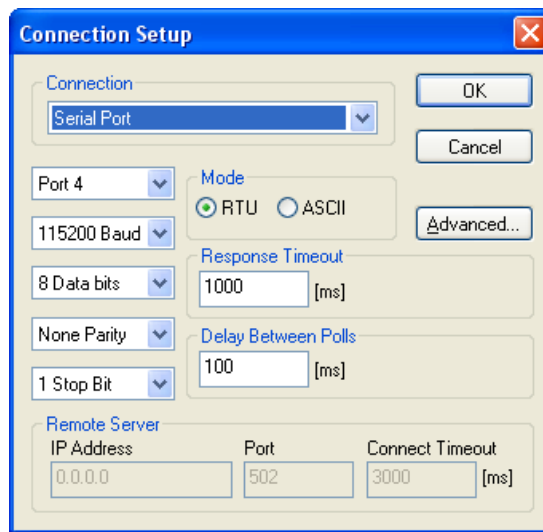 Connection Setup
Connection
Serial Port
OK
Cancel
Advanced...
Port 4
115200 Baud
8 Data bits
None Parity
1 Stop Bit
Mode
RTU ASCII
Response Timeout
1000 [ms]
Delay Between Polls
100 [ms]
Remote Server
IP Address Port Connect Timeout
0.0.0.0 502 3000 [ms]